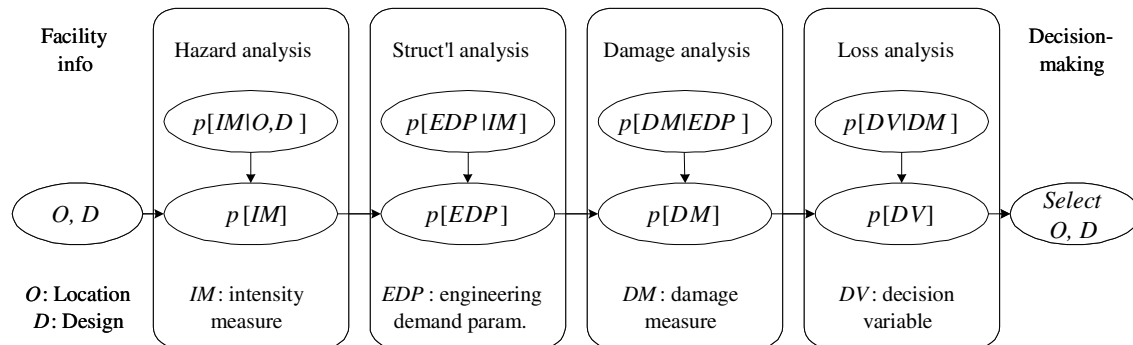 Facility
info
Hazard analysis
Struct'l analysis
Damage analysis
Loss analysis
Decision-
making
p[IM|O,D ]
p[EDP |IM]
p[DM|EDP ]
p[DV|DM ]
O, D
p[IM]
p[EDP]
p[DM]
p[DV]
Select
O, D
O: Location
D: Design
IM: intensity
measure
EDP: engineering
demand param.
DM: damage
measure
DV: decision
variable